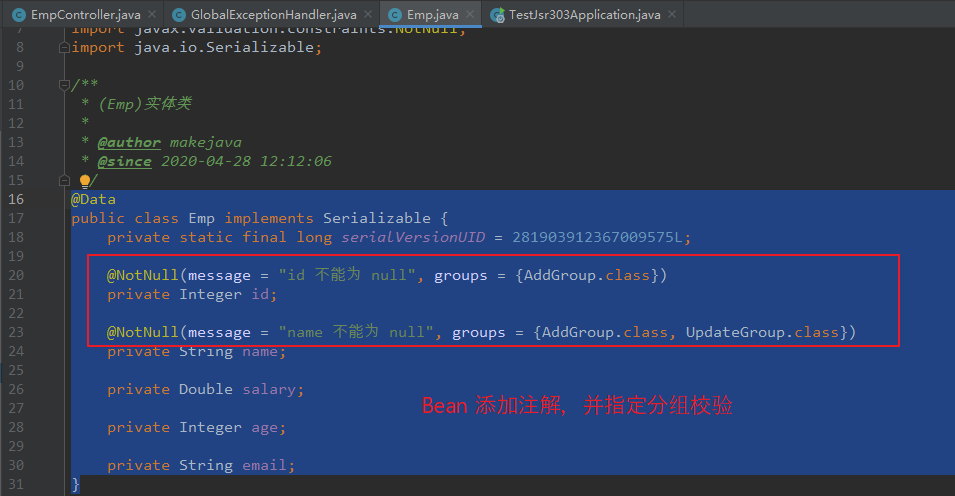 EmpController.java × GlobalExceptionHandler.java × Emp.java × TestJsr303Application.java ×
7 import javax.validation.constraints.NotNull;
8 import java.io.Serializable;
9
10 /**
11 * (Emp)实体类
12 *
13 * @author makejava
14 * @since 2020-04-28 12:12:06
15 */
16 @Data
17 public class Emp implements Serializable {
18 private static final long serialVersionUID = 281903912367009575L;
19
20 @NotNull(message = "id 不能为 null", groups = {AddGroup.class})
21 private Integer id;
22
23 @NotNull(message = "name 不能为 null", groups = {AddGroup.class, UpdateGroup.class})
24 private String name;
25
26 private Double salary;
27
Bean 添加注解，并指定分组校验
28 private Integer age;
29
30 private String email;
31 }